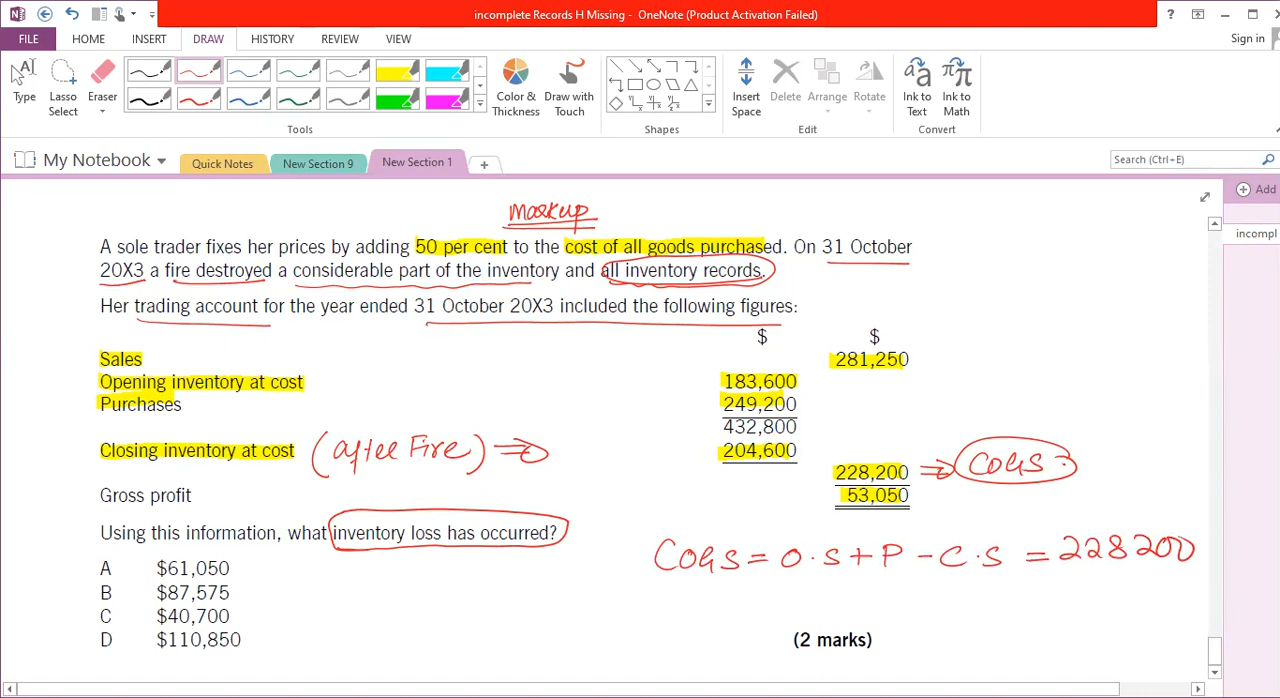 incomplete Records H Missing - OneNote (Product Activation Failed)
FILE HOME INSERT DRAW HISTORY REVIEW VIEW
Sign in
Type
Lasso Select
Eraser
Color & Thickness
Draw with Touch
Insert Space
Delete
Arrange
Rotate
Ink to Text
Ink to Math
Tools
Shapes
Edit
Convert
My Notebook
Quick Notes
New Section 9
New Section 1
Search (Ctrl+E)
Add
incompl
Markup
A sole trader fixes her prices by adding 50 per cent to the cost of all goods purchased. On 31 October
20X3 a fire destroyed a considerable part of the inventory and all inventory records.
Her trading account for the year ended 31 October 20X3 included the following figures:
$ $
Sales 281,250
Opening inventory at cost 183,600
Purchases 249,200
432,800
Closing inventory at cost (After Fire) ⇒ 204,600
228,200 ⇒ COGS
Gross profit 53,050
Using this information, what inventory loss has occurred?
COGS = O.S + P - C.S = 228200
A $61,050
B $87,575
C $40,700
D $110,850
(2 marks)